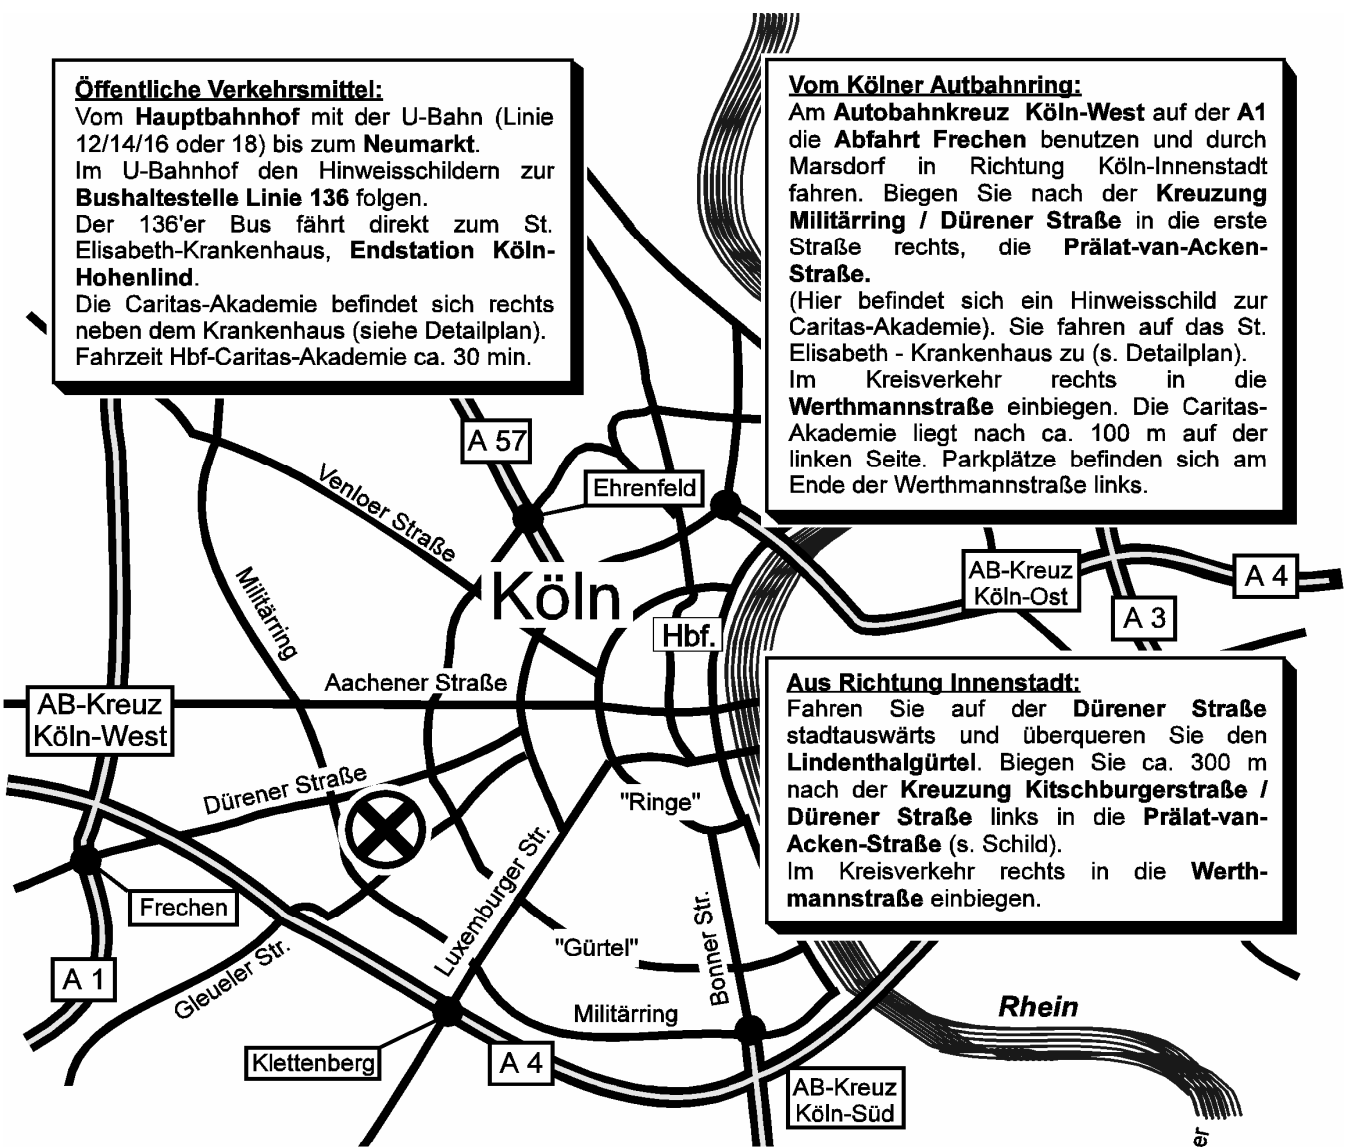 Öffentliche Verkehrsmittel:
Vom Hauptbahnhof mit der U-Bahn (Linie
12/14/16 oder 18) bis zum Neumarkt.
Im U-Bahnhof den Hinweisschildern zur
Bushaltestelle Linie 136 folgen.
Der 136'er Bus fährt direkt zum St.
Elisabeth-Krankenhaus, Endstation Köln-
Hohenlind.
Die Caritas-Akademie befindet sich rechts
neben dem Krankenhaus (siehe Detailplan).
Fahrzeit Hbf-Caritas-Akademie ca. 30 min.
Vom Kölner Autbahnring:
Am Autobahnkreuz Köln-West auf der A1
die Abfahrt Frechen benutzen und durch
Marsdorf in Richtung Köln-Innenstadt
fahren. Biegen Sie nach der Kreuzung
Militärring / Dürener Straße in die erste
Straße rechts, die Prälat-van-Acken-
Straße.
(Hier befindet sich ein Hinweisschild zur
Caritas-Akademie). Sie fahren auf das St.
Elisabeth - Krankenhaus zu (s. Detailplan).
Im Kreisverkehr rechts in die
Werthmannstraße einbiegen. Die Caritas-
Akademie liegt nach ca. 100 m auf der
linken Seite. Parkplätze befinden sich am
Ende der Werthmannstraße links.
A 57
Venloer Straße
Ehrenfeld
Militärring
Köln
Hbf.
AB-Kreuz
Köln-Ost
A 4
A 3
Aachener Straße
AB-Kreuz
Köln-West
Dürener Straße
"Ringe"
Aus Richtung Innenstadt:
Fahren Sie auf der Dürener Straße
stadtauswärts und überqueren Sie den
Lindenthalgürtel. Biegen Sie ca. 300 m
nach der Kreuzung Kitschburgerstraße /
Dürener Straße links in die Prälat-van-
Acken-Straße (s. Schild).
Im Kreisverkehr rechts in die Werth-
mannstraße einbiegen.
Frechen
Luxemburger Str.
Bonner Str.
"Gürtel"
A 1
Gleueler Str.
Militärring
Rhein
Klettenberg
A 4
AB-Kreuz
Köln-Süd
er